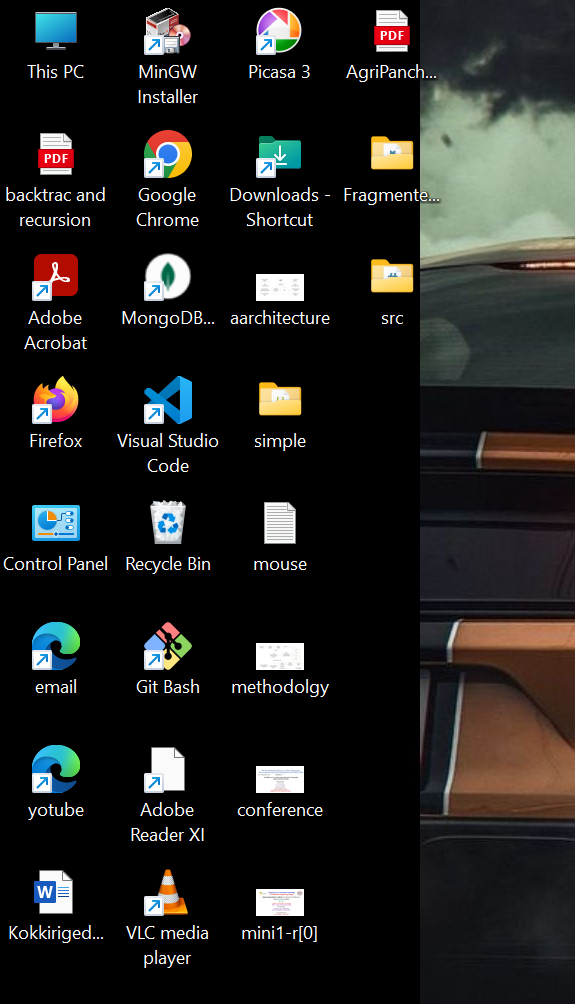 This PC
MinGW
Installer
Picasa 3
PDF
AgriPanch...
PDF
backtrac and
recursion
Google
Chrome
Downloads -
Shortcut
Fragmente...
Adobe
Acrobat
MongoDB...
aarchitecture
src
Firefox
Visual Studio
Code
simple
Control Panel
Recycle Bin
mouse
email
Git Bash
methodolgy
yotube
Adobe
Reader XI
conference
W
Kokkiriged...
VLC media
player
mini1-r[0]